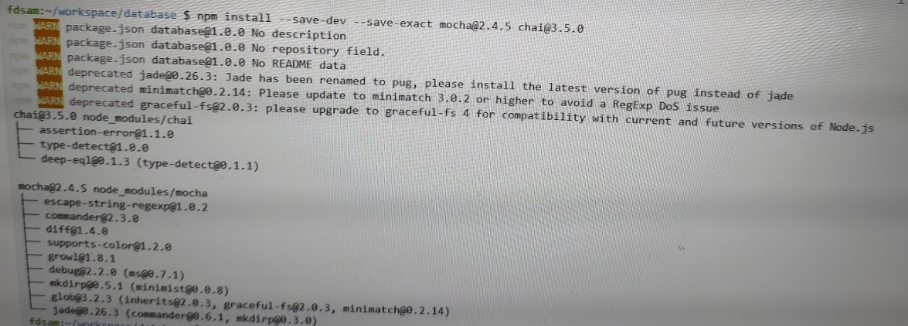 fdsam:~/workspace/database $ npm install --save-dev --save-exact mocha@2.4.5 chai@3.5.0
npm WARN package.json database@1.0.0 No description
npm WARN package.json database@1.0.0 No repository field.
npm WARN package.json database@1.0.0 No README data
npm WARN deprecated jade@0.26.3: Jade has been renamed to pug, please install the latest version of pug instead of jade
npm WARN deprecated minimatch@0.2.14: Please update to minimatch 3.0.2 or higher to avoid a RegExp DoS issue
npm WARN deprecated graceful-fs@2.0.3: please upgrade to graceful-fs 4 for compatibility with current and future versions of Node.js
chai@3.5.0 node_modules/chai
├── assertion-error@1.1.0
├── type-detect@1.0.0
└── deep-eql@0.1.3 (type-detect@0.1.1)
mocha@2.4.5 node_modules/mocha
├── escape-string-regexp@1.0.2
├── commander@2.3.0
├── diff@1.4.0
├── supports-color@1.2.0
├── growl@1.8.1
├── debug@2.2.0 (ms@0.7.1)
├── mkdirp@0.5.1 (minimist@0.0.8)
├── glob@3.2.3 (inherits@2.0.3, graceful-fs@2.0.3, minimatch@0.2.14)
└── jade@0.26.3 (commander@0.6.1, mkdirp@0.3.0)
fdsam:~/workspace/